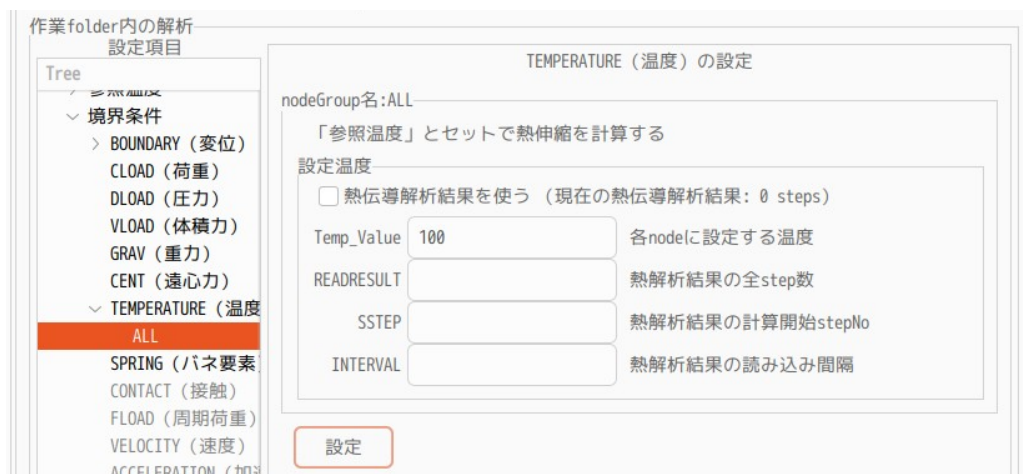 作業folder内の解析
設定項目
Tree
参照温度
境界条件
BOUNDARY (変位)
CLOAD (荷重)
DLOAD (圧力)
VLOAD (体積力)
GRAV (重力)
CENT (遠心力)
TEMPERATURE (温度
ALL
SPRING (バネ要素
CONTACT (接触)
FLOAD (周期荷重)
VELOCITY (速度)
ACCELERATION (加速
TEMPERATURE (温度) の設定
nodeGroup名:ALL
「参照温度」とセットで熱伸縮を計算する
設定温度
熱伝導解析結果を使う (現在の熱伝導解析結果: 0 steps)
Temp_Value 100 各nodeに設定する温度
READRESULT 熱解析結果の全step数
SSTEP 熱解析結果の計算開始stepNo
INTERVAL 熱解析結果の読み込み間隔
設定